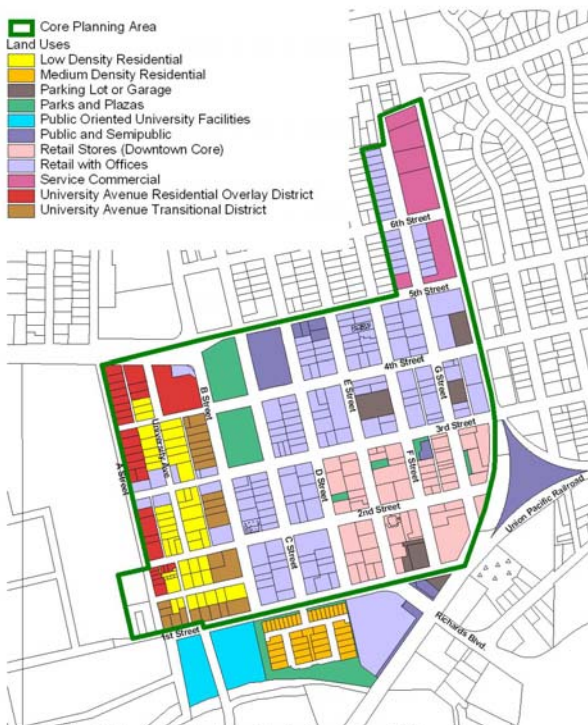 Core Planning Area
Land Uses
Low Density Residential
Medium Density Residential
Parking Lot or Garage
Parks and Plazas
Public Oriented University Facilities
Public and Semipublic
Retail Stores (Downtown Core)
Retail with Offices
Service Commercial
University Avenue Residential Overlay District
University Avenue Transitional District
6th Street
5th Street
4th Street
B Street
E Street
G Street
University Ave.
3rd Street
A Street
D Street
F Street
2nd Street
Union Pacific Railroad
C Street
1st Street
Richards Blvd.